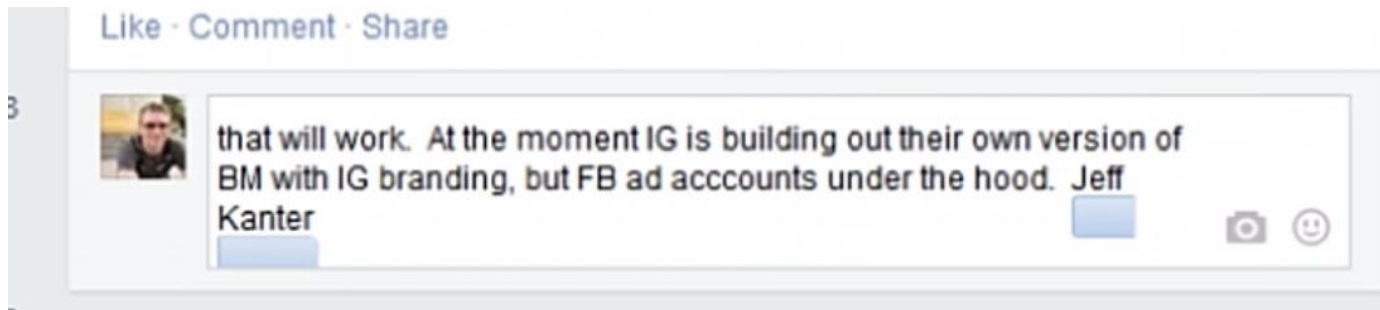 Like · Comment · Share
that will work.  At the moment IG is building out their own version of
BM with IG branding, but FB ad acccounts under the hood.  Jeff
Kanter